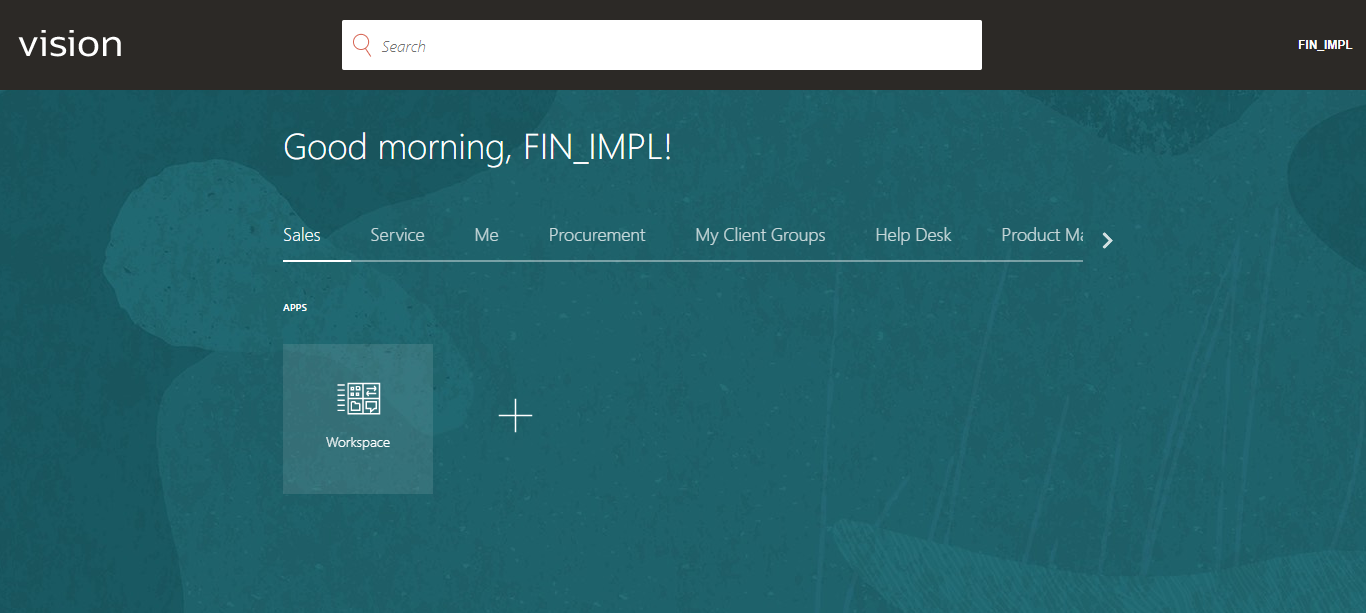 vision
Search
FIN_IMPL
Good morning, FIN_IMPL!
Sales Service Me Procurement My Client Groups Help Desk Product Ma
APPS
Workspace